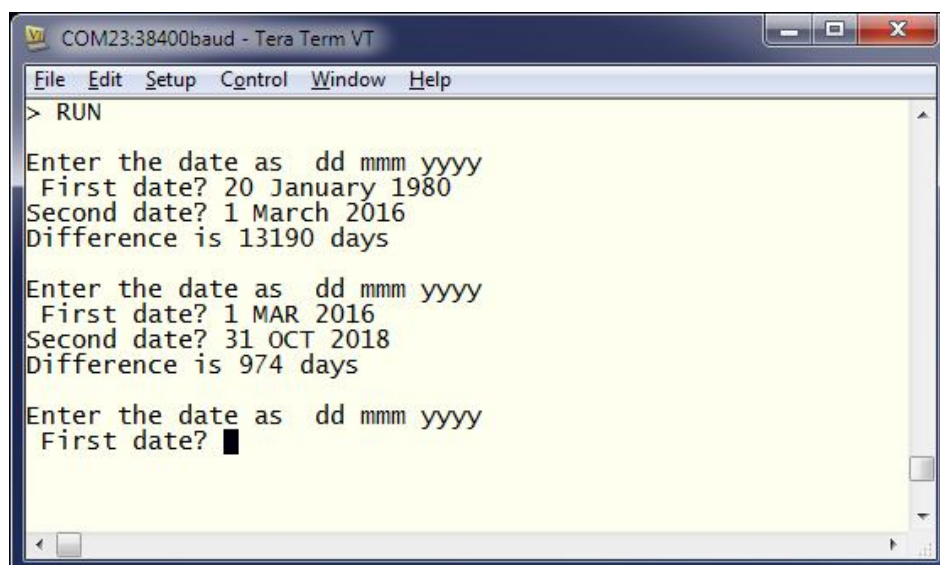 COM23:38400baud - Tera Term VT
File Edit Setup Control Window Help
> RUN
Enter the date as  dd mmm yyyy
 First date? 20 January 1980
Second date? 1 March 2016
Difference is 13190 days
Enter the date as  dd mmm yyyy
 First date? 1 MAR 2016
Second date? 31 OCT 2018
Difference is 974 days
Enter the date as  dd mmm yyyy
 First date?